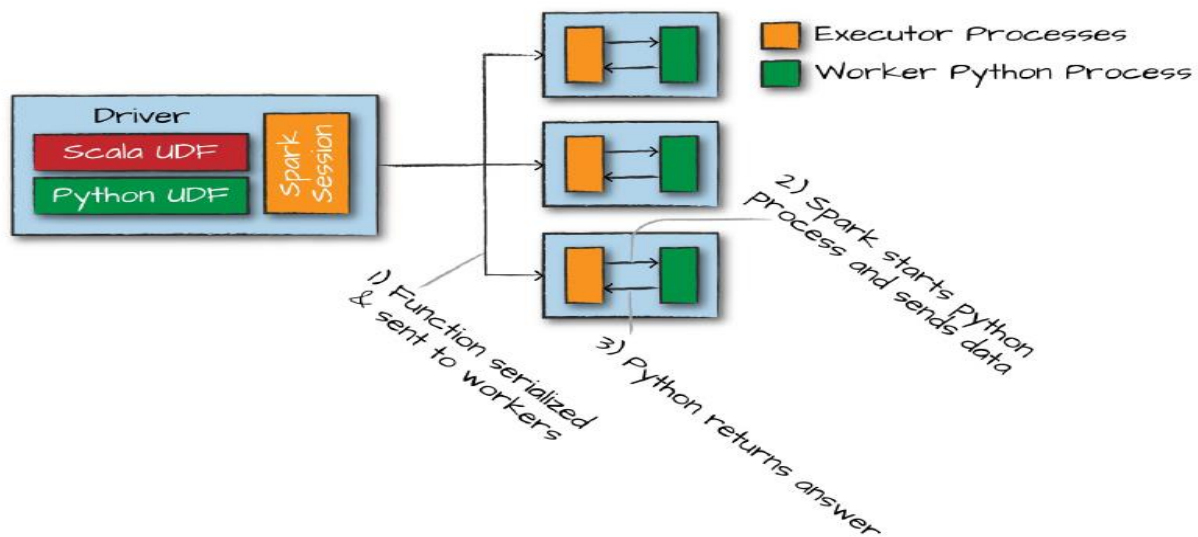 Executor Processes
Worker Python Process
Driver
Scala UDF
Python UDF
Spark
Session
1) Function serialized
& sent to workers
2) Spark starts Python
process and sends data
3) Python returns answer